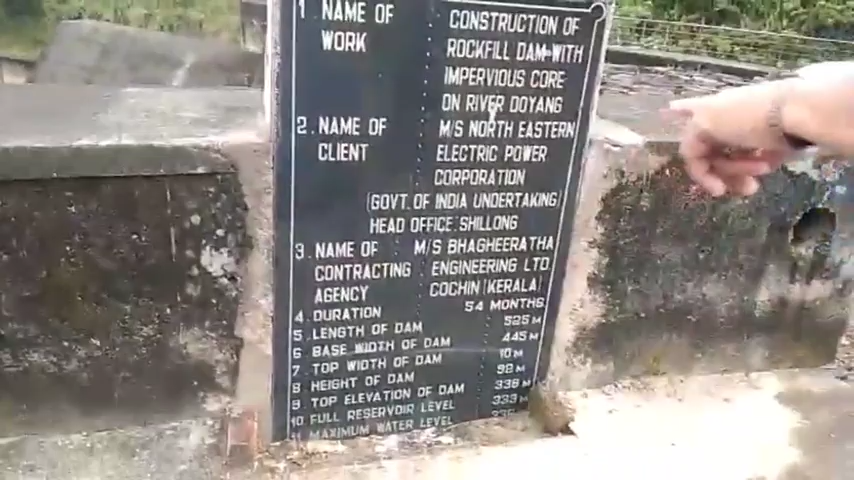 1 NAME OF WORK CONSTRUCTION OF
ROCKFILL DAM WITH
IMPERVIOUS CORE
ON RIVER DOYANG
2 NAME OF CLIENT M/S NORTH EASTERN
ELECTRIC POWER
CORPORATION
(GOVT. OF INDIA UNDERTAKING
HEAD OFFICE SHILLONG
3 NAME OF CONTRACTING AGENCY M/S BHAGHEERATHA
ENGINEERING LTD
COCHIN (KERALA)
4 DURATION 54 MONTHS
5 LENGTH OF DAM 525 M
6 BASE WIDTH OF DAM 445 M
7 TOP WIDTH OF DAM 10 M
8 HEIGHT OF DAM 92 M
9 TOP ELEVATION OF DAM 336 M
10 FULL RESERVOIR LEVEL 333 M
11 MAXIMUM WATER LEVEL